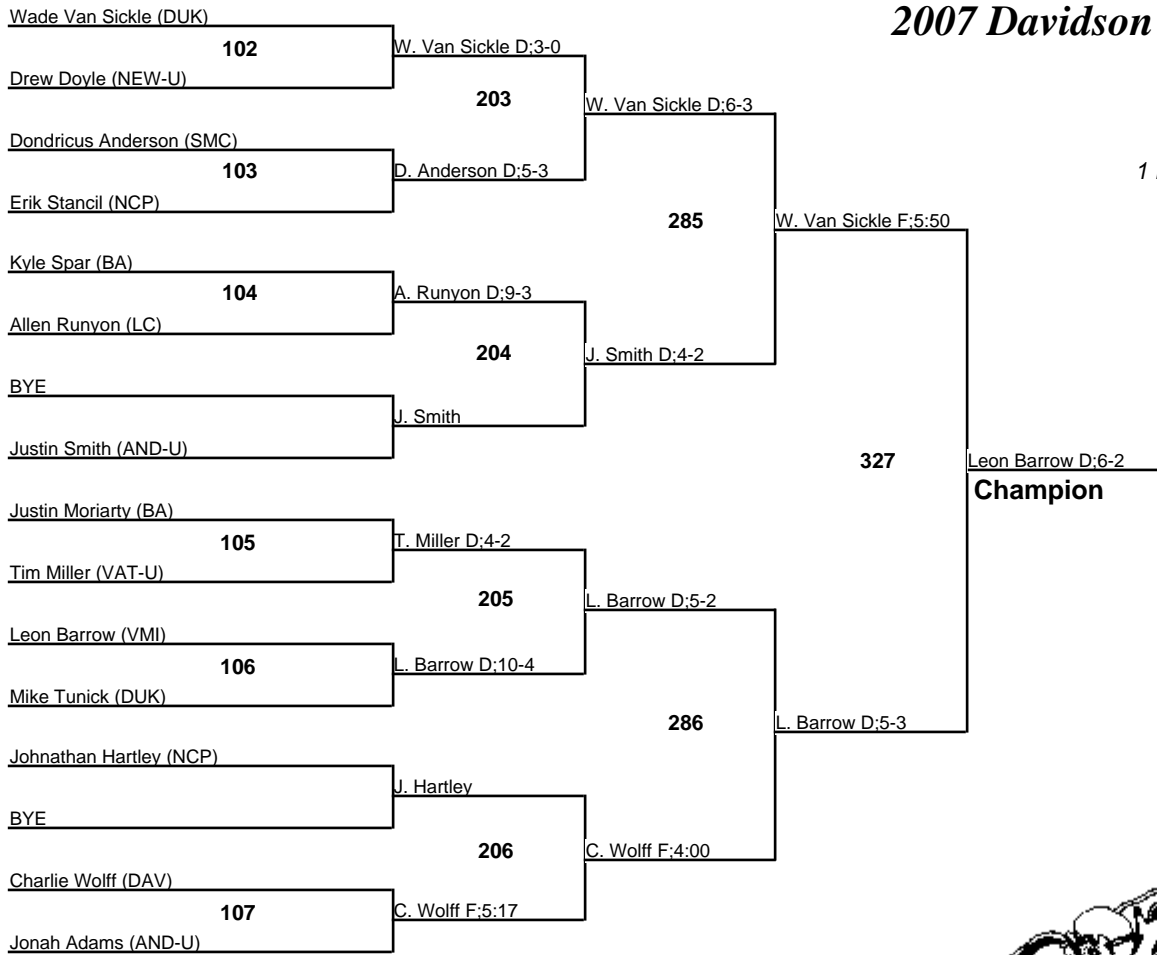 2007 Davidson
Wade Van Sickle (DUK)
102
W. Van Sickle D;3-0
Drew Doyle (NEW-U)
203
W. Van Sickle D;6-3
Dondricus Anderson (SMC)
103
D. Anderson D;5-3
1
Erik Stancil (NCP)
285
W. Van Sickle F;5:50
Kyle Spar (BA)
104
A. Runyon D;9-3
Allen Runyon (LC)
204
J. Smith D;4-2
BYE
J. Smith
Justin Smith (AND-U)
327
Leon Barrow D;6-2
Champion
Justin Moriarty (BA)
105
T. Miller D;4-2
Tim Miller (VAT-U)
205
L. Barrow D;5-2
Leon Barrow (VMI)
106
L. Barrow D;10-4
Mike Tunick (DUK)
286
L. Barrow D;5-3
Johnathan Hartley (NCP)
J. Hartley
BYE
206
C. Wolff F;4:00
Charlie Wolff (DAV)
107
C. Wolff F;5:17
Jonah Adams (AND-U)